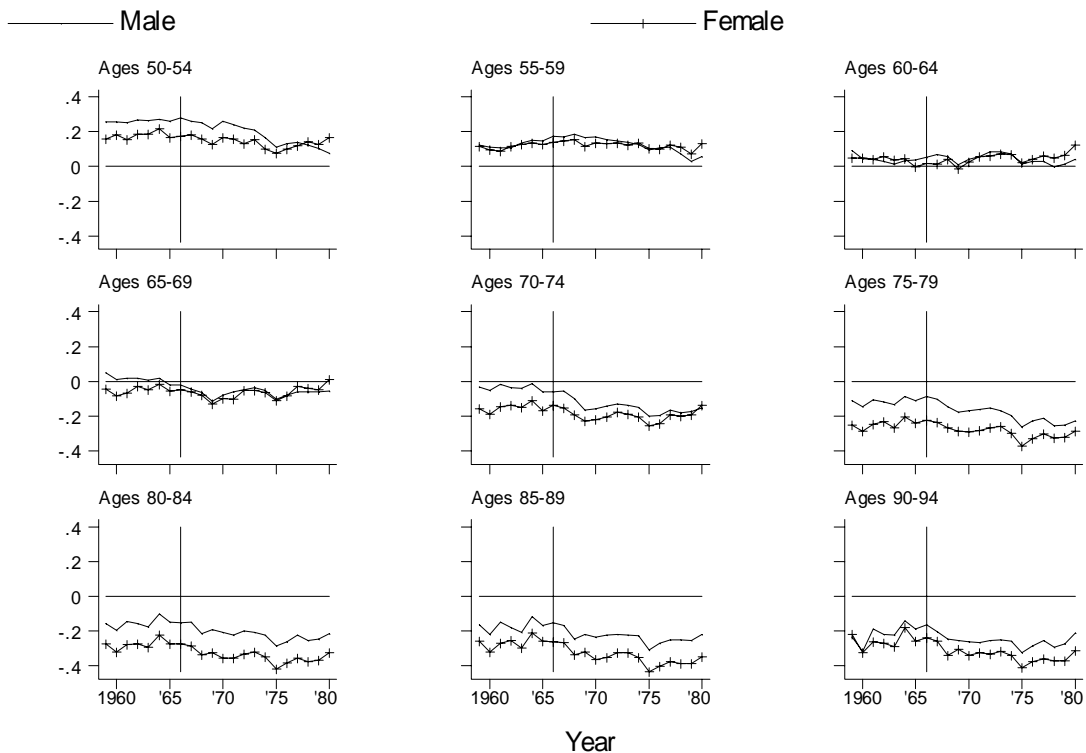 Male Female
Ages 50-54 Ages 55-59 Ages 60-64
.4
.2
0
-.2
-.4
Ages 65-69 Ages 70-74 Ages 75-79
.4
.2
0
-.2
-.4
Ages 80-84 Ages 85-89 Ages 90-94
.4
.2
0
-.2
-.4
1960 '65 '70 '75 '80 1960 '65 '70 '75 '80 1960 '65 '70 '75 '80
Year